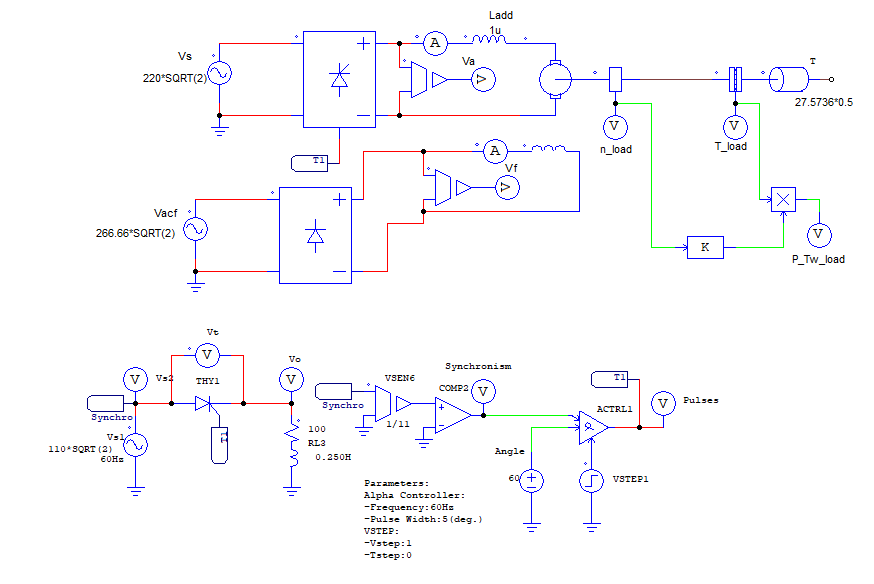 Ladd
1u
Vs
220*SQRT(2)
A
Va
V
T
27.5736*0.5
V
n_load
V
T_load
T1
A
Vf
V
Vacf
266.66*SQRT(2)
K
V
P_Tw_load
Vt
V
Vs2
V
THY1
Vo
V
Synchro
Vs1
110*SQRT(2)
60Hz
T1
100
RL3
0.250H
Synchronism
VSEN6
COMP2
V
Synchro
1/11
T1
ACTRL1
V
Pulses
Angle
60
VSTEP1
Parameters:
Alpha Controller:
-Frequency:60Hz
-Pulse Width:5(deg.)
VSTEP:
-Vstep:1
-Tstep:0